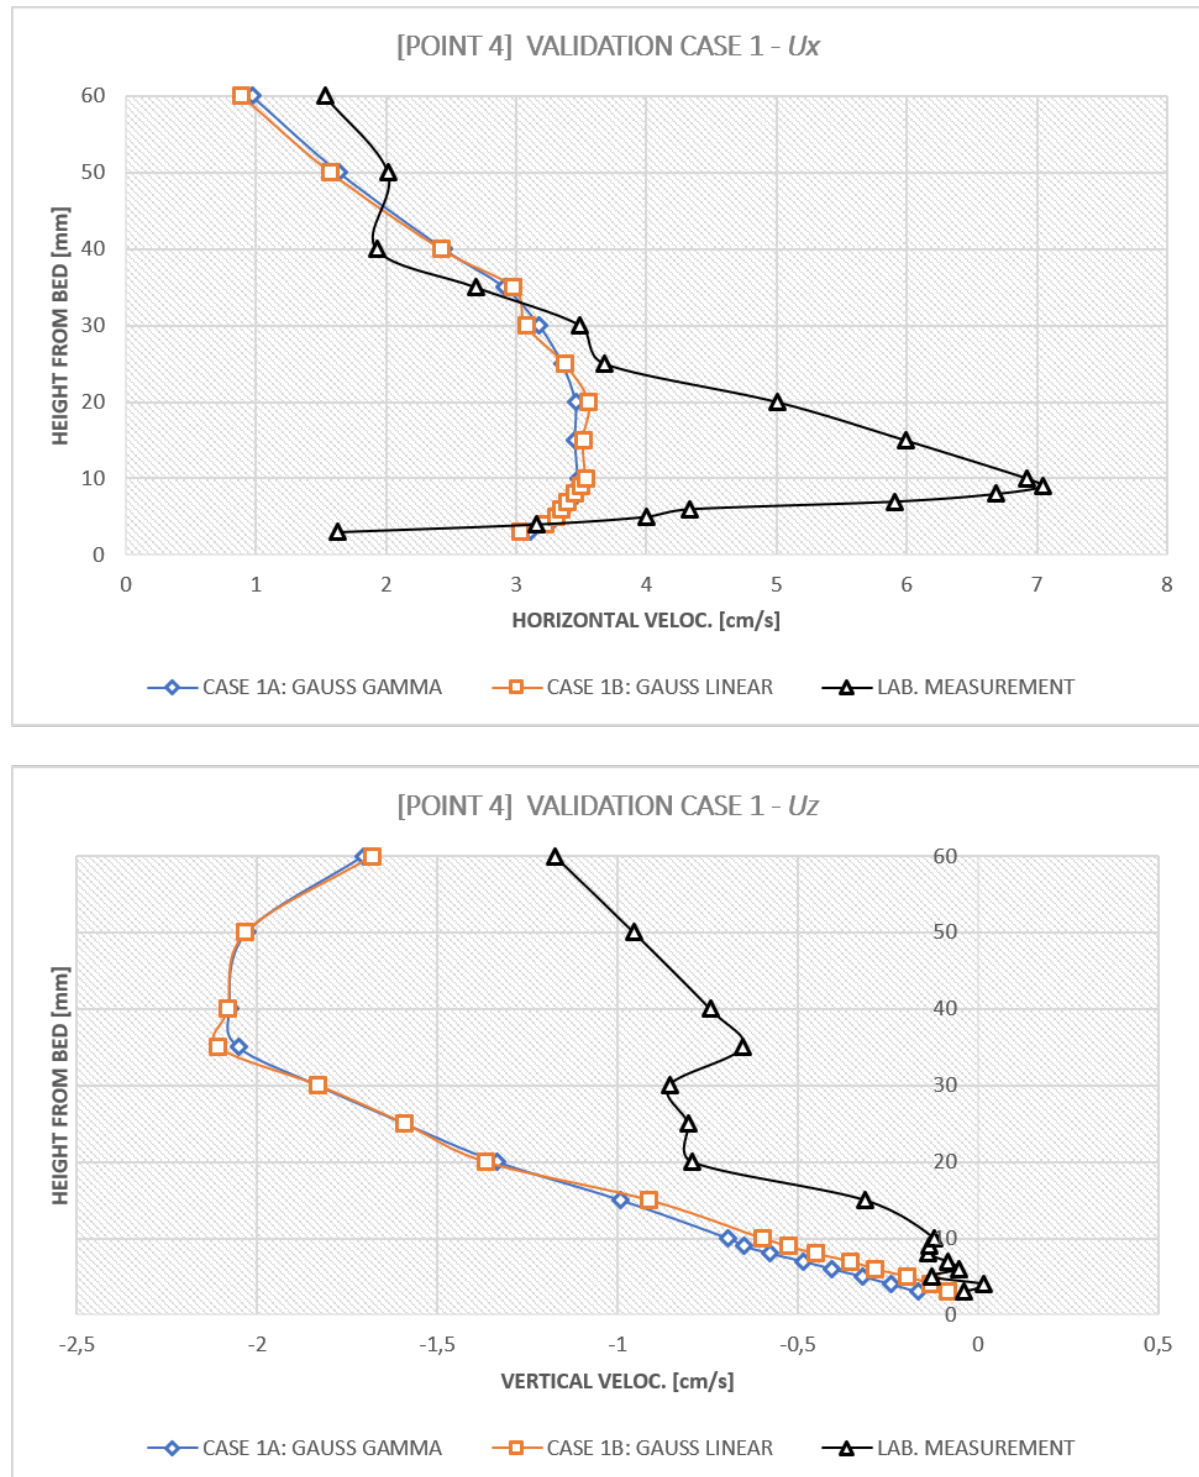 [POINT 4] VALIDATION CASE 1 - Ux
60
50
40
30
20
10
0
HEIGHT FROM BED [mm]
0 1 2 3 4 5 6 7 8
HORIZONTAL VELOC. [cm/s]
CASE 1A: GAUSS GAMMA CASE 1B: GAUSS LINEAR LAB. MEASUREMENT
[POINT 4] VALIDATION CASE 1 - Uz
60
50
40
30
20
10
0
HEIGHT FROM BED [mm]
-2,5 -2 -1,5 -1 -0,5 0 0,5
VERTICAL VELOC. [cm/s]
CASE 1A: GAUSS GAMMA CASE 1B: GAUSS LINEAR LAB. MEASUREMENT